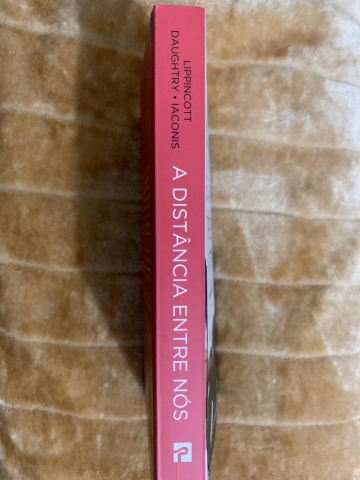 LIPPINCOTT
DAUGHTRY • IACONIS
A DISTÂNCIA ENTRE NÓS